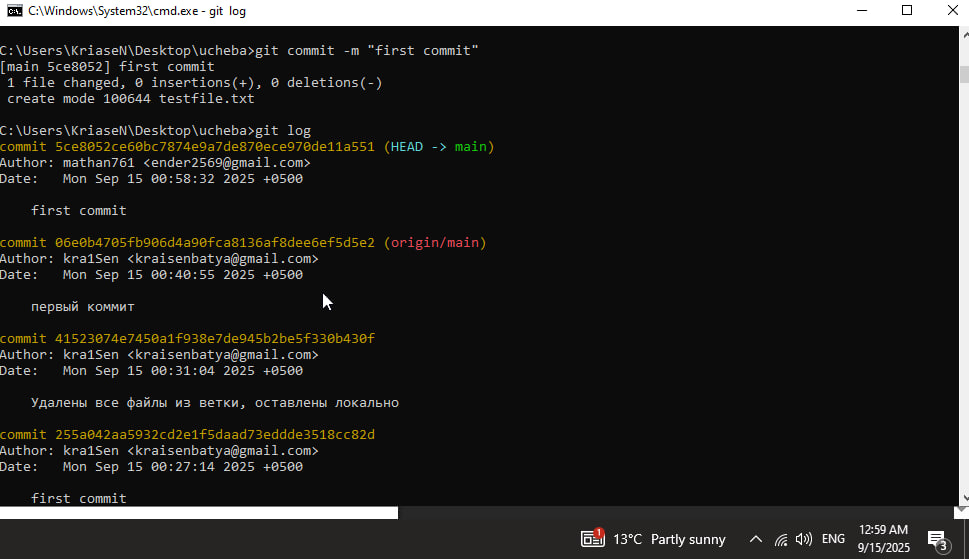 C:\Windows\System32\cmd.exe - git log
C:\Users\KriaseN\Desktop\ucheba>git commit -m "first commit"
[main 5ce8052] first commit
1 file changed, 0 insertions(+), 0 deletions(-)
create mode 100644 testfile.txt
C:\Users\KriaseN\Desktop\ucheba>git log
commit 5ce8052ce60bc7874e9a7de870ece970de11a551 (HEAD -> main)
Author: mathan761 <ender2569@gmail.com>
Date:   Mon Sep 15 00:58:32 2025 +0500
first commit
commit 06e0b4705fb906d4a90fca8136af8dee6ef5d5e2 (origin/main)
Author: kra1Sen <kraisenbatya@gmail.com>
Date:   Mon Sep 15 00:40:55 2025 +0500
первый коммит
commit 41523074e7450a1f938e7de945b2be5f330b430f
Author: kra1Sen <kraisenbatya@gmail.com>
Date:   Mon Sep 15 00:31:04 2025 +0500
Удалены все файлы из ветки, оставлены локально
commit 255a042aa5932cd2e1f5daad73eddde3518cc82d
Author: kra1Sen <kraisenbatya@gmail.com>
Date:   Mon Sep 15 00:27:14 2025 +0500
first commit
1 13°C Partly sunny ENG 12:59 AM
9/15/2025 3